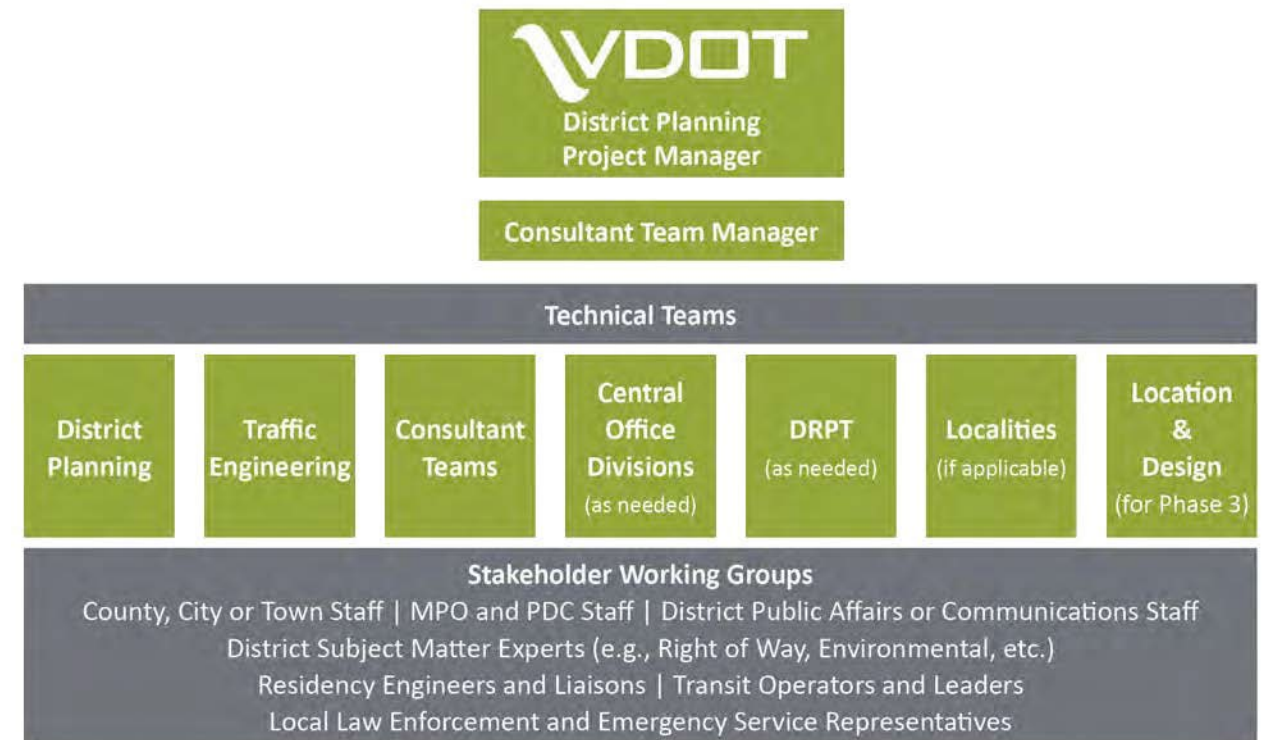 VDOT
District Planning
Project Manager
Consultant Team Manager
Technical Teams
District
Planning
Traffic
Engineering
Consultant
Teams
Central
Office
Divisions
(as needed)
DRPT
(as needed)
Localities
(if applicable)
Location
&
Design
(for Phase 3)
Stakeholder Working Groups
County, City or Town Staff | MPO and PDC Staff | District Public Affairs or Communications Staff
District Subject Matter Experts (e.g., Right of Way, Environmental, etc.)
Residency Engineers and Liaisons | Transit Operators and Leaders
Local Law Enforcement and Emergency Service Representatives